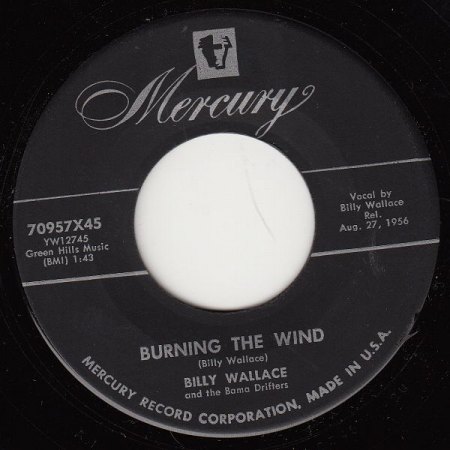 Mercury
70957X45
YW12745
Green Hills Music
(BMI) 1:43
Vocal by
Billy Wallace
Rel.
Aug. 27, 1956
BURNING THE WIND
(Billy Wallace)
BILLY WALLACE
and the Bama Drifters
MERCURY RECORD CORPORATION, MADE IN U.S.A.